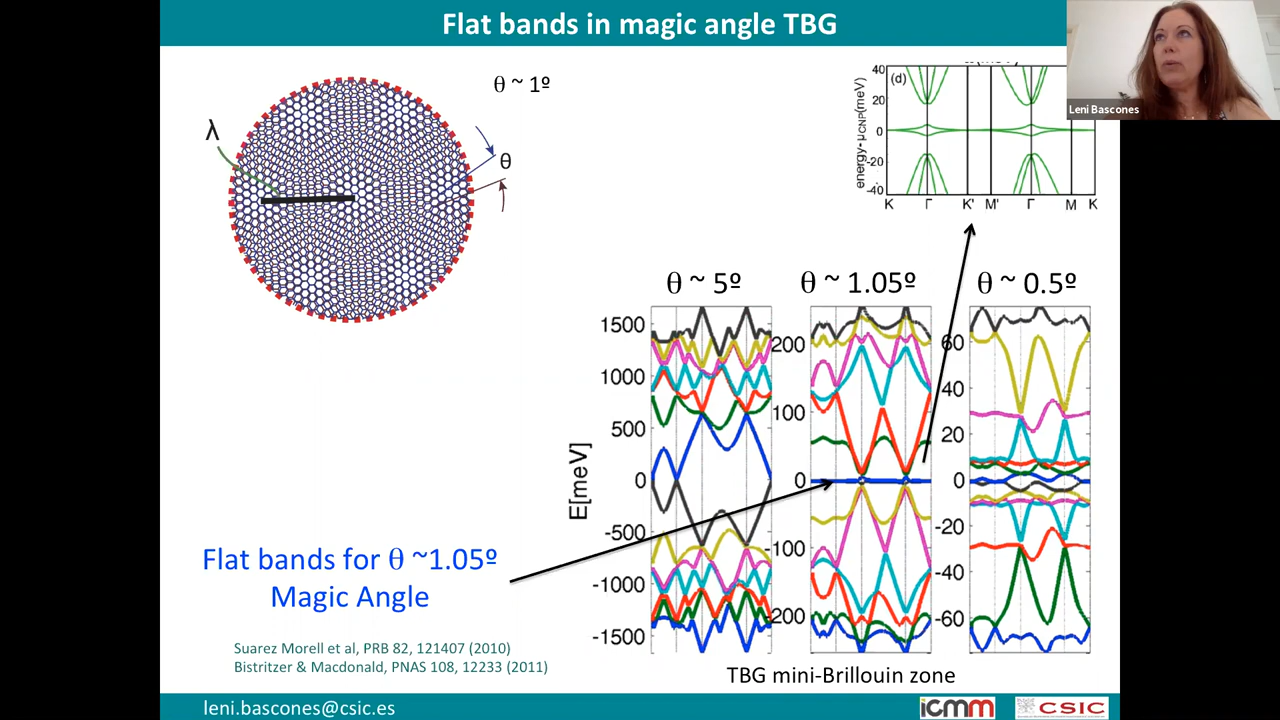 Flat bands in magic angle TBG
Leni Bascones
θ ~ 1º
λ
θ
(d)
energy-μCNP(meV)
40
20
0
-20
-40
K Γ K' M' Γ M K
θ ~ 5º
θ ~ 1.05º
θ ~ 0.5º
E[meV]
1500
1000
500
0
-500
-1000
-1500
200
100
0
-100
-200
60
40
20
0
-20
-40
-60
Flat bands for θ ~1.05º
Magic Angle
Suarez Morell et al, PRB 82, 121407 (2010)
Bistritzer & Macdonald, PNAS 108, 12233 (2011)
TBG mini-Brillouin zone
leni.bascones@csic.es
icmm
CSIC